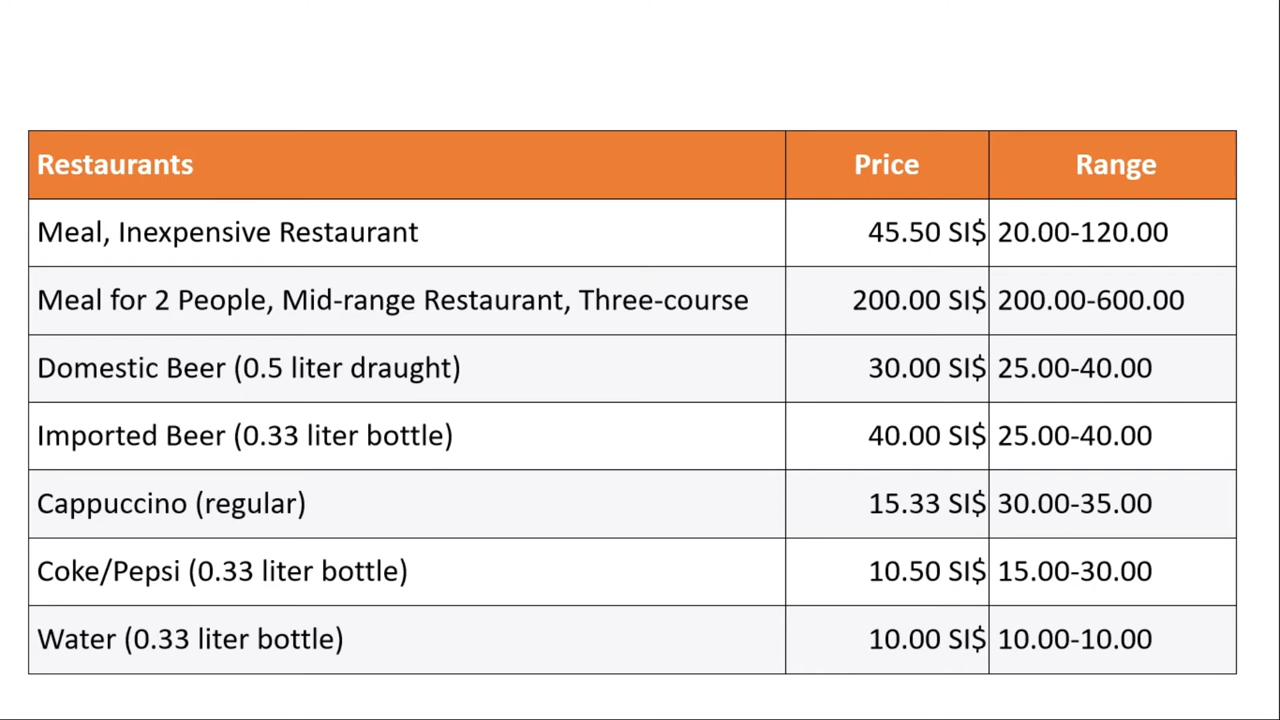 Restaurants Price Range
Meal, Inexpensive Restaurant 45.50 SI$ 20.00-120.00
Meal for 2 People, Mid-range Restaurant, Three-course 200.00 SI$ 200.00-600.00
Domestic Beer (0.5 liter draught) 30.00 SI$ 25.00-40.00
Imported Beer (0.33 liter bottle) 40.00 SI$ 25.00-40.00
Cappuccino (regular) 15.33 SI$ 30.00-35.00
Coke/Pepsi (0.33 liter bottle) 10.50 SI$ 15.00-30.00
Water (0.33 liter bottle) 10.00 SI$ 10.00-10.00